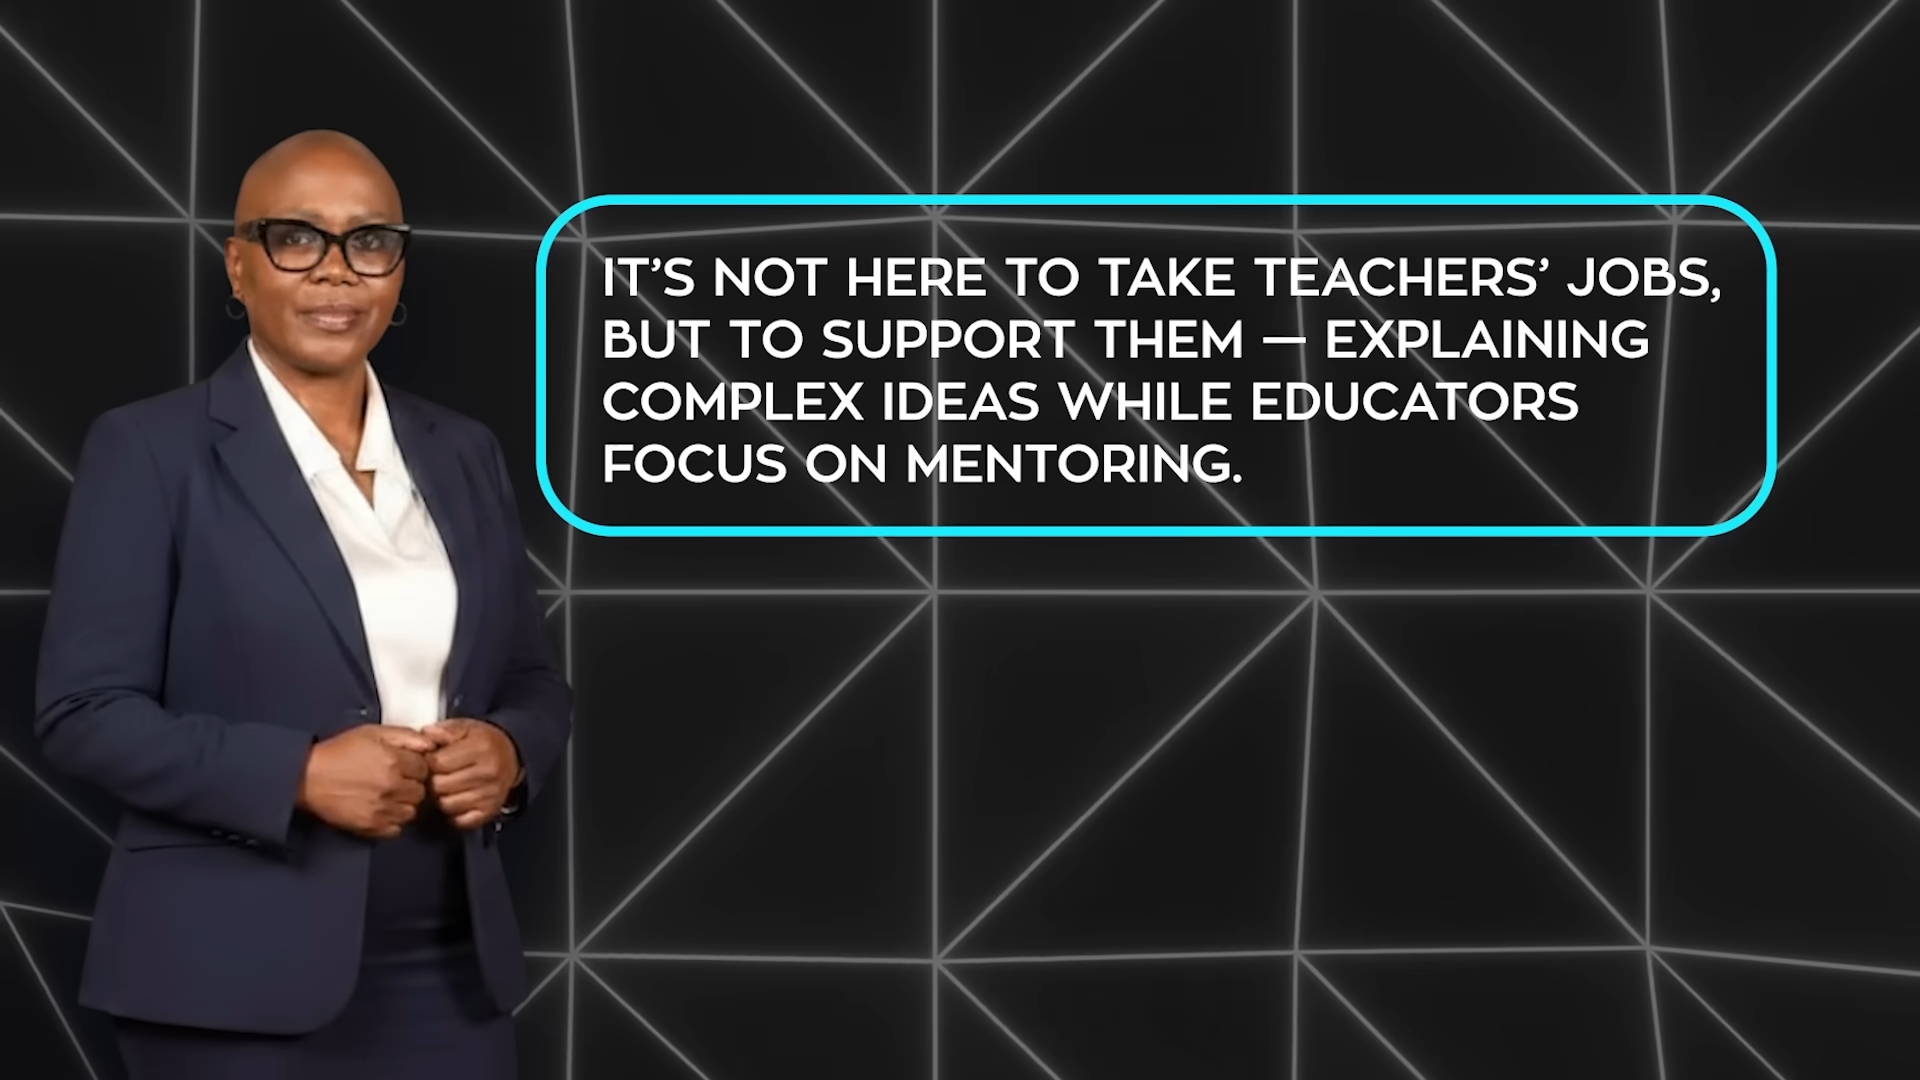 IT’S NOT HERE TO TAKE TEACHERS’ JOBS,
BUT TO SUPPORT THEM — EXPLAINING
COMPLEX IDEAS WHILE EDUCATORS
FOCUS ON MENTORING.